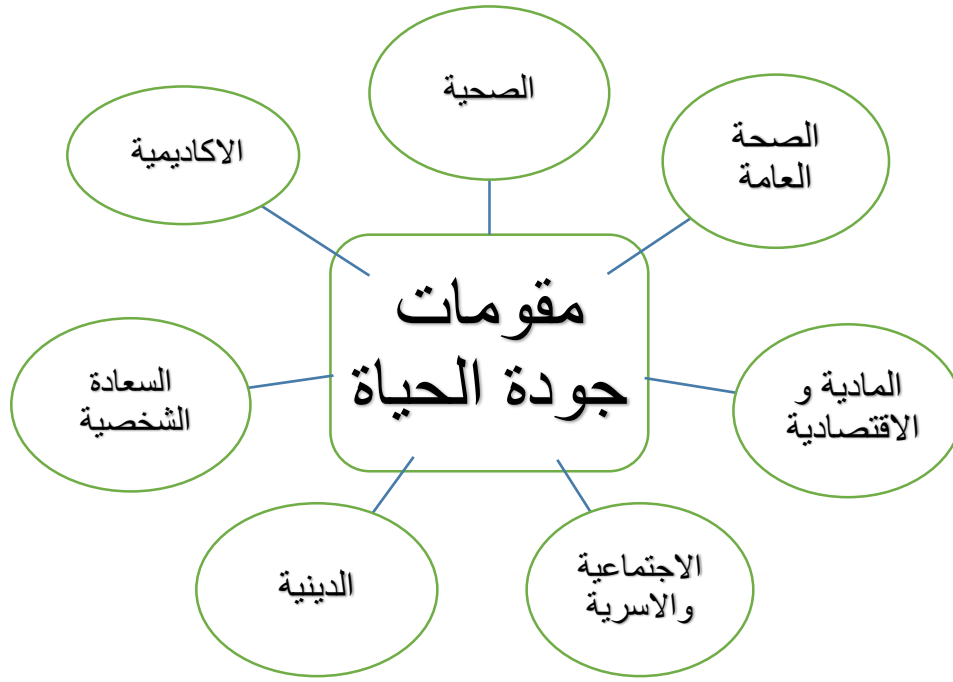 الصحية
الصحة
العامة
الاكاديمية
مقومات
جودة الحياة
المادية و
الاقتصادية
السعادة
الشخصية
الاجتماعية
والاسرية
الدينية